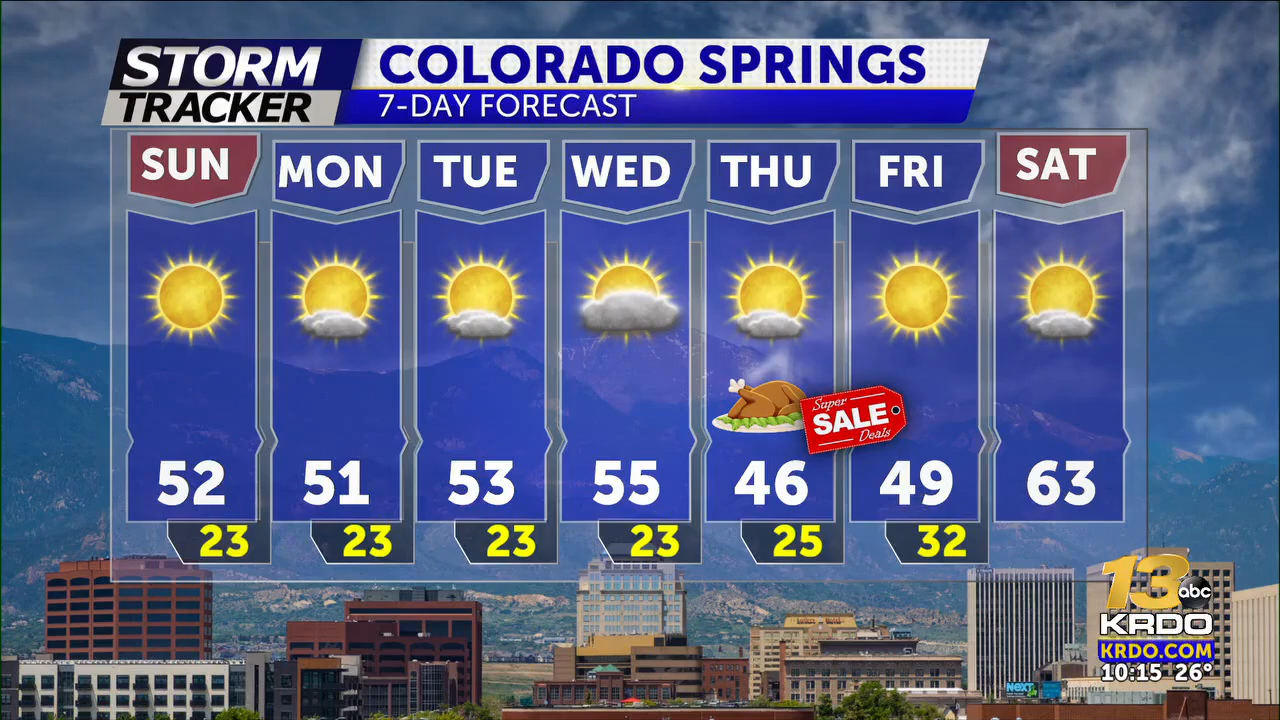 STORM
TRACKER
COLORADO SPRINGS
7-DAY FORECAST
SUN MON TUE WED THU FRI SAT
Super
SALE
Deals
52 51 53 55 46 49 63
23 23 23 23 25 32
13 abc
KRDO
KRDO.COM
10:15 26°
NEXT